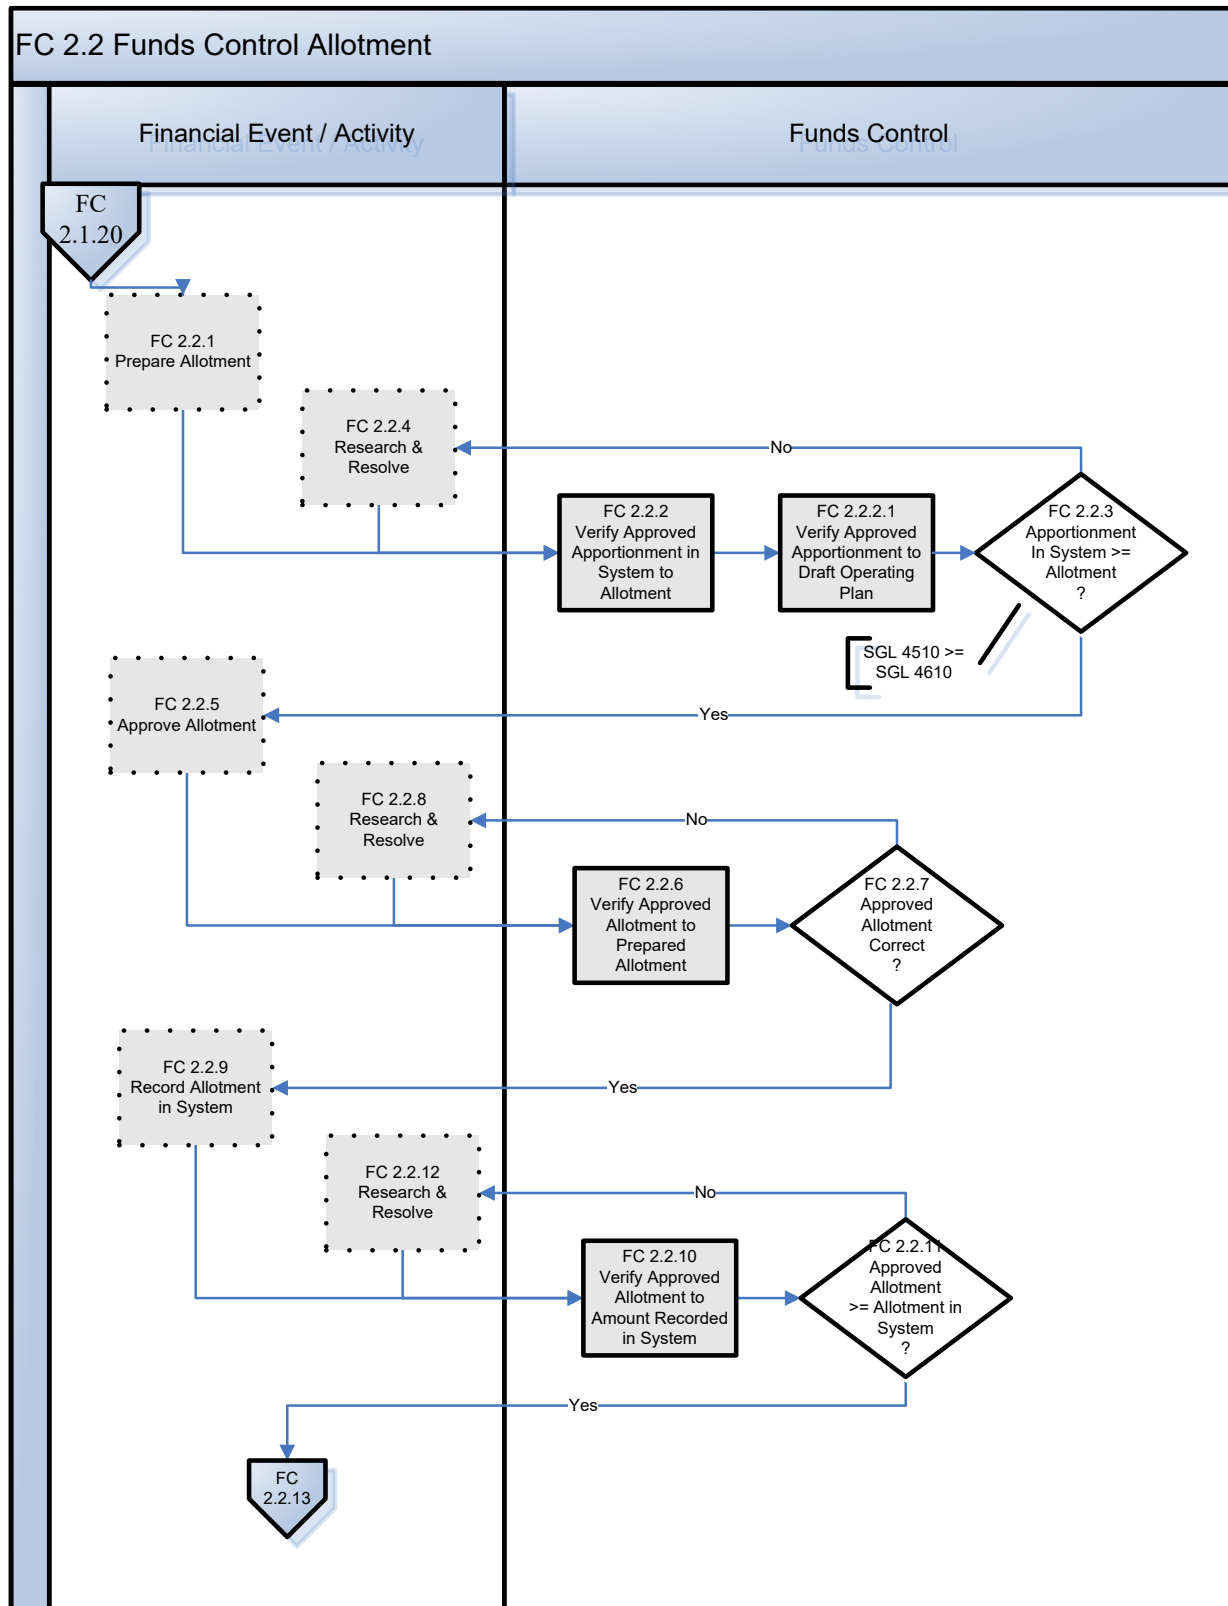 FC 2.2 Funds Control Allotment
Financial Event / Activity
Funds Control
FC
2.1.20
FC 2.2.1
Prepare Allotment
FC 2.2.4
Research &
Resolve
No
FC 2.2.2
Verify Approved
Apportionment in
System to
Allotment
FC 2.2.2.1
Verify Approved
Apportionment to
Draft Operating
Plan
FC 2.2.3
Apportionment
In System >=
Allotment
?
SGL 4510 >=
SGL 4610
FC 2.2.5
Approve Allotment
Yes
FC 2.2.8
Research &
Resolve
No
FC 2.2.6
Verify Approved
Allotment to
Prepared
Allotment
FC 2.2.7
Approved
Allotment
Correct
?
FC 2.2.9
Record Allotment
in System
Yes
FC 2.2.12
Research &
Resolve
No
FC 2.2.10
Verify Approved
Allotment to
Amount Recorded
in System
FC 2.2.11
Approved
Allotment
>= Allotment in
System
?
Yes
FC
2.2.13